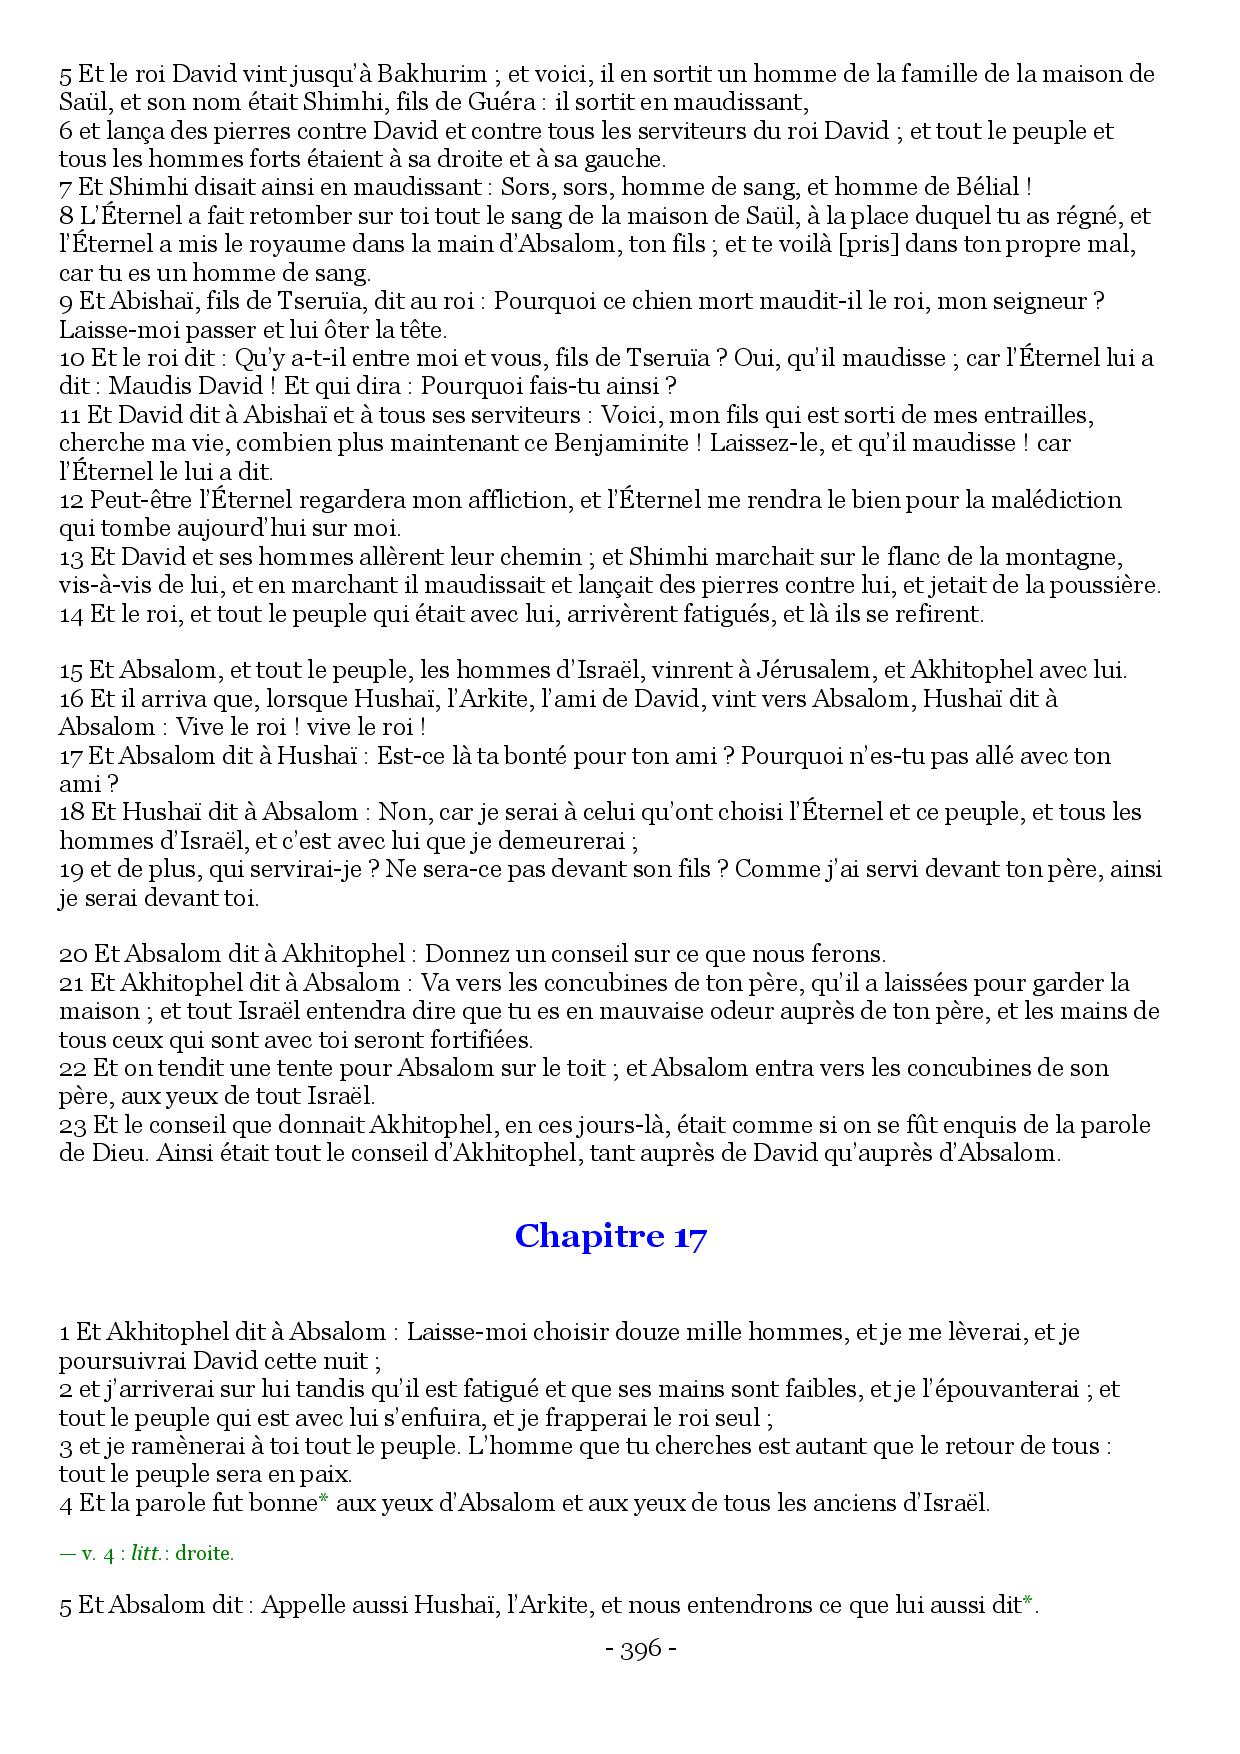 5 Et le roi David vint jusqu’à Bakhurim ; et voici, il en sortit un homme de la famille de la maison de
Saül, et son nom était Shimhi, fils de Guéra : il sortit en maudissant,
6 et lança des pierres contre David et contre tous les serviteurs du roi David ; et tout le peuple et
tous les hommes forts étaient à sa droite et à sa gauche.
7 Et Shimhi disait ainsi en maudissant : Sors, sors, homme de sang, et homme de Bélial !
8 L’Éternel a fait retomber sur toi tout le sang de la maison de Saül, à la place duquel tu as régné, et
l’Éternel a mis le royaume dans la main d’Absalom, ton fils ; et te voilà [pris] dans ton propre mal,
car tu es un homme de sang.
9 Et Abishaï, fils de Tseruïa, dit au roi : Pourquoi ce chien mort maudit-il le roi, mon seigneur ?
Laisse-moi passer et lui ôter la tête.
10 Et le roi dit : Qu’y a-t-il entre moi et vous, fils de Tseruïa ? Oui, qu’il maudisse ; car l’Éternel lui a
dit : Maudis David ! Et qui dira : Pourquoi fais-tu ainsi ?
11 Et David dit à Abishaï et à tous ses serviteurs : Voici, mon fils qui est sorti de mes entrailles,
cherche ma vie, combien plus maintenant ce Benjaminite ! Laissez-le, et qu’il maudisse ! car
l’Éternel le lui a dit.
12 Peut-être l’Éternel regardera mon affliction, et l’Éternel me rendra le bien pour la malédiction
qui tombe aujourd’hui sur moi.
13 Et David et ses hommes allèrent leur chemin ; et Shimhi marchait sur le flanc de la montagne,
vis-à-vis de lui, et en marchant il maudissait et lançait des pierres contre lui, et jetait de la poussière.
14 Et le roi, et tout le peuple qui était avec lui, arrivèrent fatigués, et là ils se refirent.
15 Et Absalom, et tout le peuple, les hommes d’Israël, vinrent à Jérusalem, et Akhitophel avec lui.
16 Et il arriva que, lorsque Hushaï, l’Arkite, l’ami de David, vint vers Absalom, Hushaï dit à
Absalom : Vive le roi ! vive le roi !
17 Et Absalom dit à Hushaï : Est-ce là ta bonté pour ton ami ? Pourquoi n’es-tu pas allé avec ton
ami ?
18 Et Hushaï dit à Absalom : Non, car je serai à celui qu’ont choisi l’Éternel et ce peuple, et tous les
hommes d’Israël, et c’est avec lui que je demeurerai ;
19 et de plus, qui servirai-je ? Ne sera-ce pas devant son fils ? Comme j’ai servi devant ton père, ainsi
je serai devant toi.
20 Et Absalom dit à Akhitophel : Donnez un conseil sur ce que nous ferons.
21 Et Akhitophel dit à Absalom : Va vers les concubines de ton père, qu’il a laissées pour garder la
maison ; et tout Israël entendra dire que tu es en mauvaise odeur auprès de ton père, et les mains de
tous ceux qui sont avec toi seront fortifiées.
22 Et on tendit une tente pour Absalom sur le toit ; et Absalom entra vers les concubines de son
père, aux yeux de tout Israël.
23 Et le conseil que donnait Akhitophel, en ces jours-là, était comme si on se fût enquis de la parole
de Dieu. Ainsi était tout le conseil d’Akhitophel, tant auprès de David qu’auprès d’Absalom.
Chapitre 17
1 Et Akhitophel dit à Absalom : Laisse-moi choisir douze mille hommes, et je me lèverai, et je
poursuivrai David cette nuit ;
2 et j’arriverai sur lui tandis qu’il est fatigué et que ses mains sont faibles, et je l’épouvanterai ; et
tout le peuple qui est avec lui s’enfuira, et je frapperai le roi seul ;
3 et je ramènerai à toi tout le peuple. L’homme que tu cherches est autant que le retour de tous :
tout le peuple sera en paix.
4 Et la parole fut bonne* aux yeux d’Absalom et aux yeux de tous les anciens d’Israël.
— v. 4 : litt.: droite.
5 Et Absalom dit : Appelle aussi Hushaï, l’Arkite, et nous entendrons ce que lui aussi dit*.
- 396 -